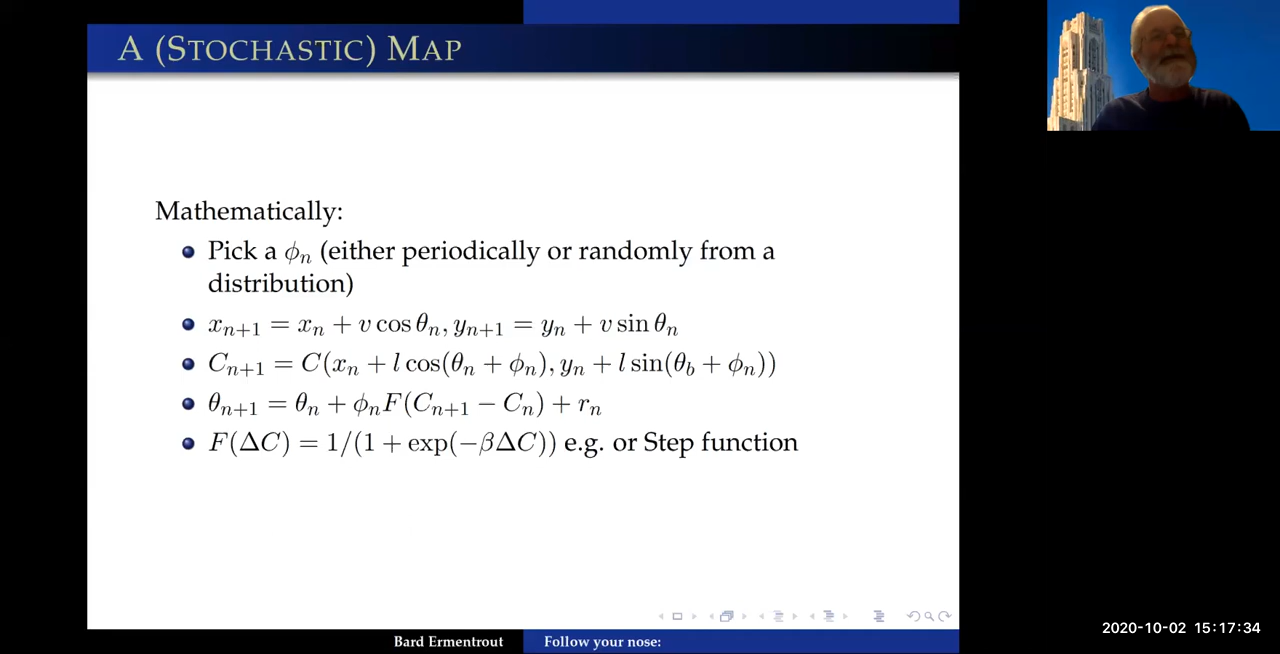 A (Stochastic) Map
Mathematically:
Pick a ϕₙ (either periodically or randomly from a
distribution)
xₙ₊₁ = xₙ + v cos θₙ, yₙ₊₁ = yₙ + v sin θₙ
Cₙ₊₁ = C(xₙ + l cos(θₙ + ϕₙ), yₙ + l sin(θ_b + ϕₙ))
θₙ₊₁ = θₙ + ϕₙF(Cₙ₊₁ − Cₙ) + rₙ
F(ΔC) = 1/(1 + exp(−βΔC)) e.g. or Step function
Bard Ermentrout
Follow your nose:
2020-10-02 15:17:34